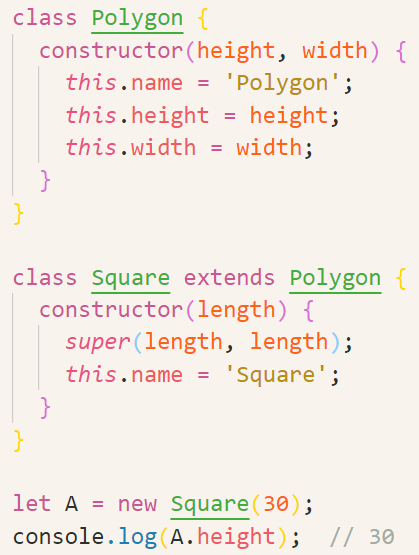 class Polygon {
  constructor(height, width) {
    this.name = 'Polygon';
    this.height = height;
    this.width = width;
  }
}

class Square extends Polygon {
  constructor(length) {
    super(length, length);
    this.name = 'Square';
  }
}

let A = new Square(30);
console.log(A.height);  // 30